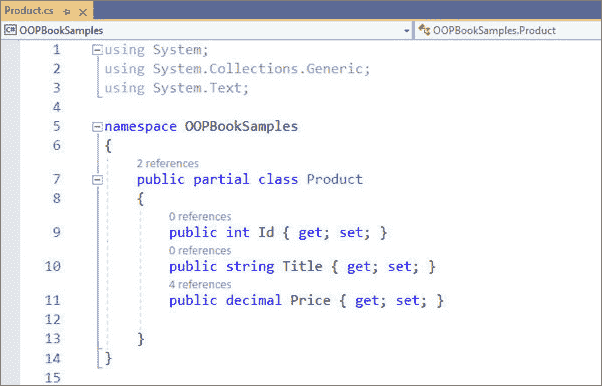 Product.cs
C# OOPBookSamples
OOPBookSamples.Product
1 using System;
2 using System.Collections.Generic;
3 using System.Text;
4
5 namespace OOPBookSamples
6 {
2 references
7 public partial class Product
8 {
0 references
9 public int Id { get; set; }
0 references
10 public string Title { get; set; }
4 references
11 public decimal Price { get; set; }
12
13 }
14 }
15